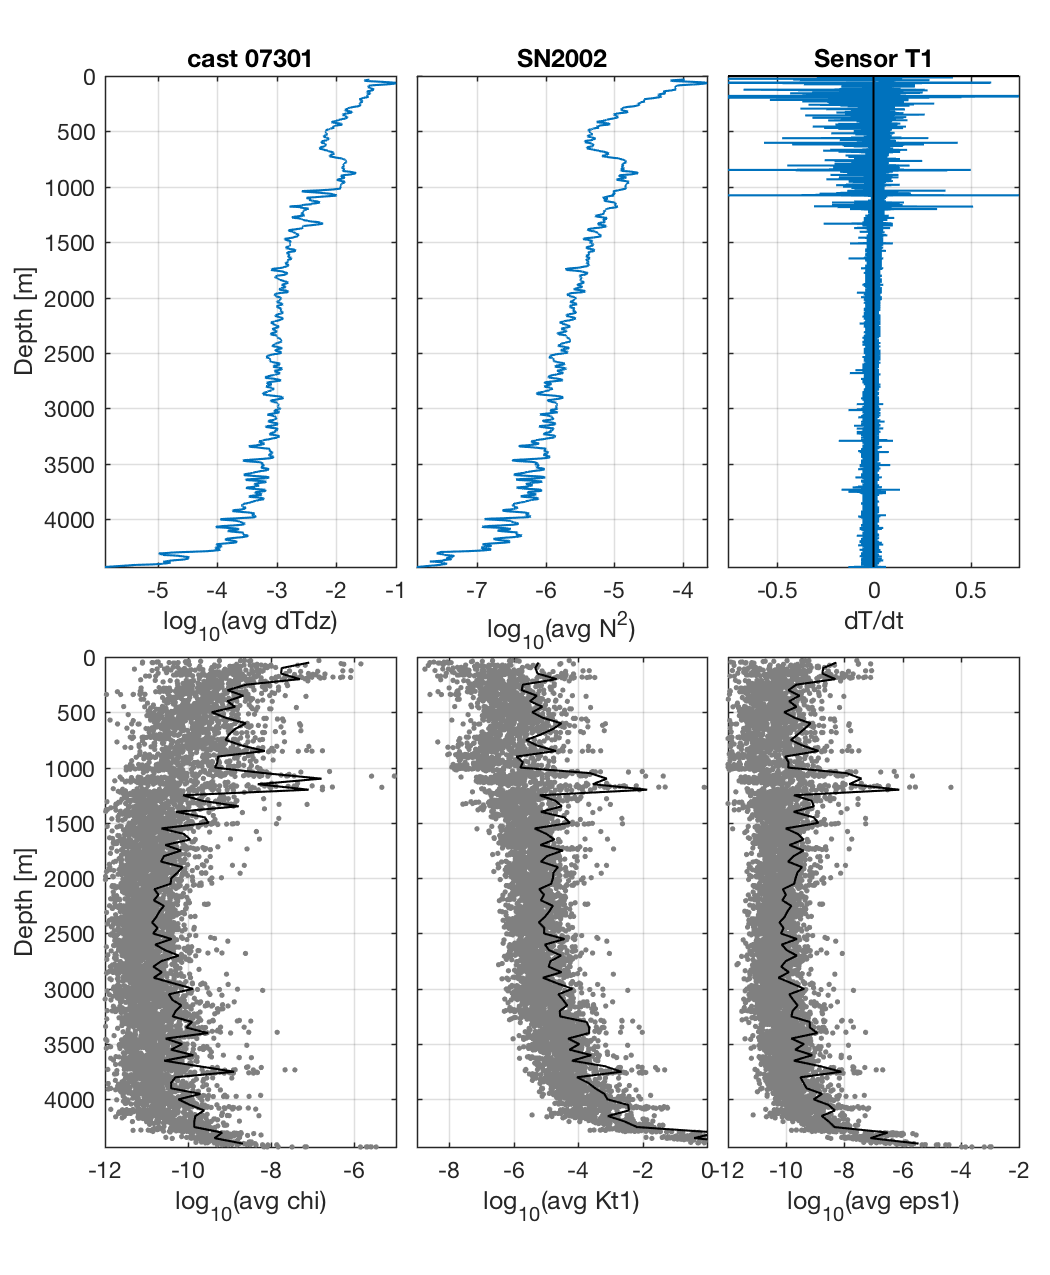 cast 07301
SN2002
Sensor T1
0
500
1000
1500
2000
2500
3000
3500
4000
Depth [m]
-5 -4 -3 -2 -1
-7 -6 -5 -4
-0.5 0 0.5
log10(avg dTdz)
log10(avg N2)
dT/dt
0
500
1000
1500
2000
2500
3000
3500
4000
Depth [m]
-12 -10 -8 -6
-8 -6 -4 -2 0
-12 -10 -8 -6 -4 -2
log10(avg chi)
log10(avg Kt1)
log10(avg eps1)